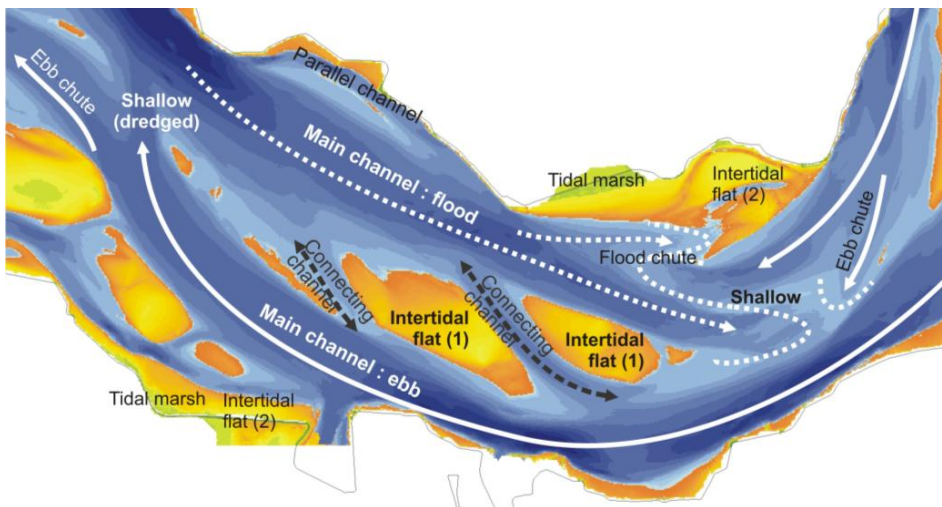 Ebb chute
Shallow
(dredged)
Parallel channel
Main channel : flood
Tidal marsh
Intertidal
flat (2)
Flood chute
Ebb chute
Shallow
Connecting
channel
Connecting
channel
Intertidal
flat (1)
Intertidal
flat (1)
Main channel : ebb
Tidal marsh
Intertidal
flat (2)